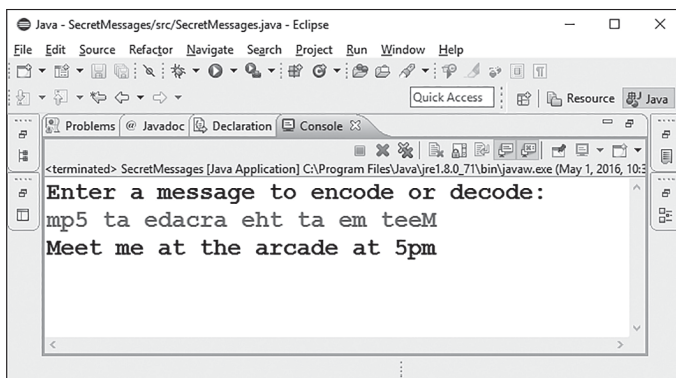 Java - SecretMessages/src/SecretMessages.java - Eclipse
File Edit Source Refactor Navigate Search Project Run Window Help
Quick Access Resource Java
Problems @ Javadoc Declaration Console
<terminated> SecretMessages [Java Application] C:\Program Files\Java\jre1.8.0_71\bin\javaw.exe (May 1, 2016, 10:3
Enter a message to encode or decode:
mp5 ta edacra eht ta em teeM
Meet me at the arcade at 5pm